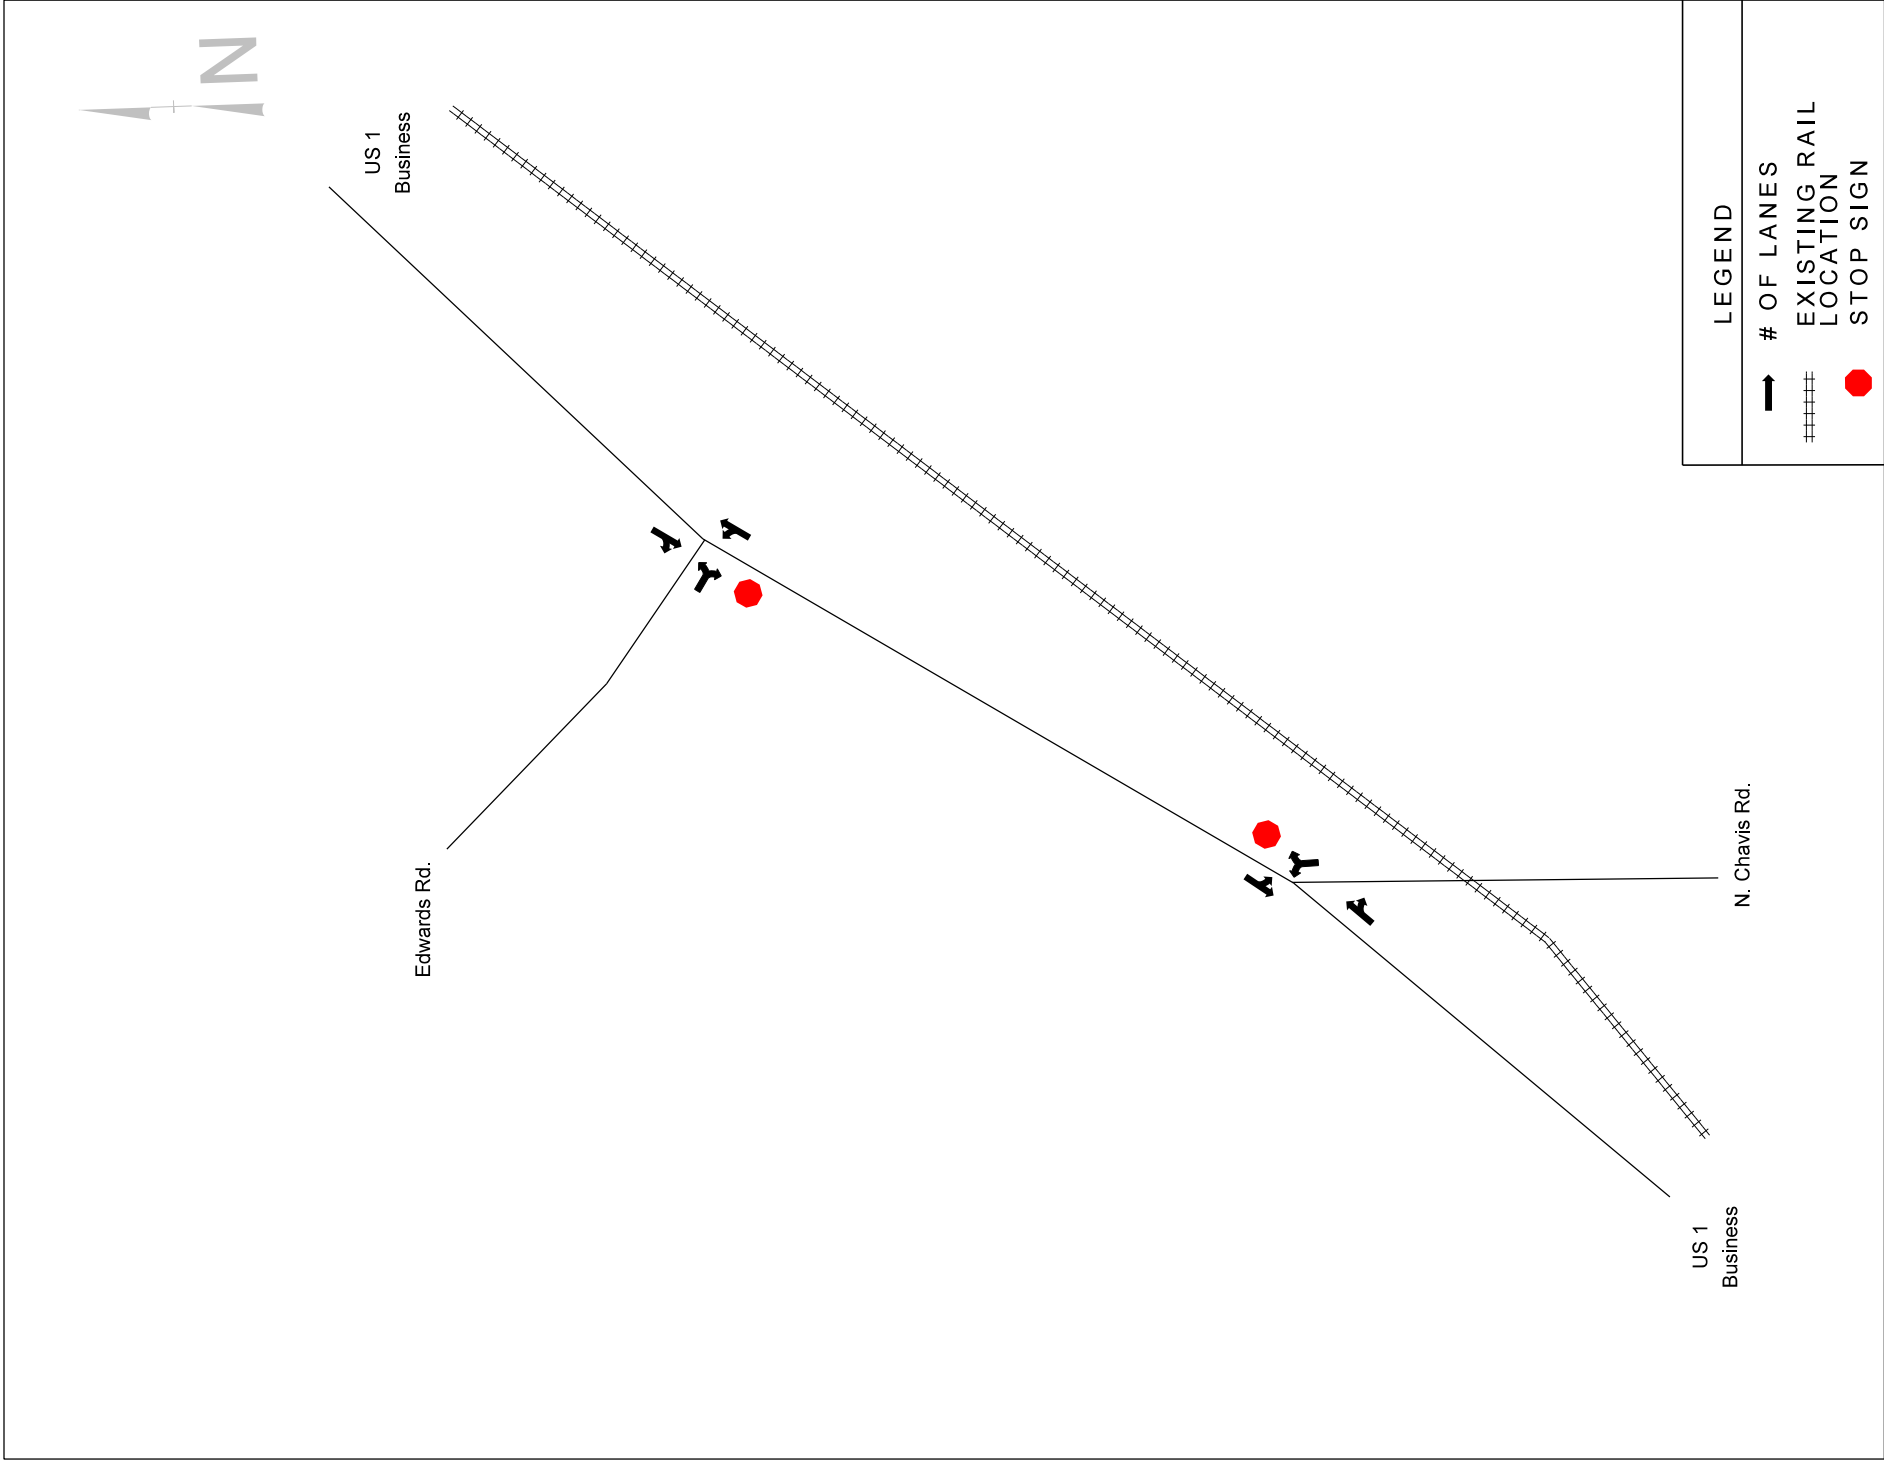 N
US 1
Business
Edwards Rd.
N. Chavis Rd.
US 1
Business
LEGEND
# OF LANES
EXISTING RAIL
LOCATION
STOP SIGN